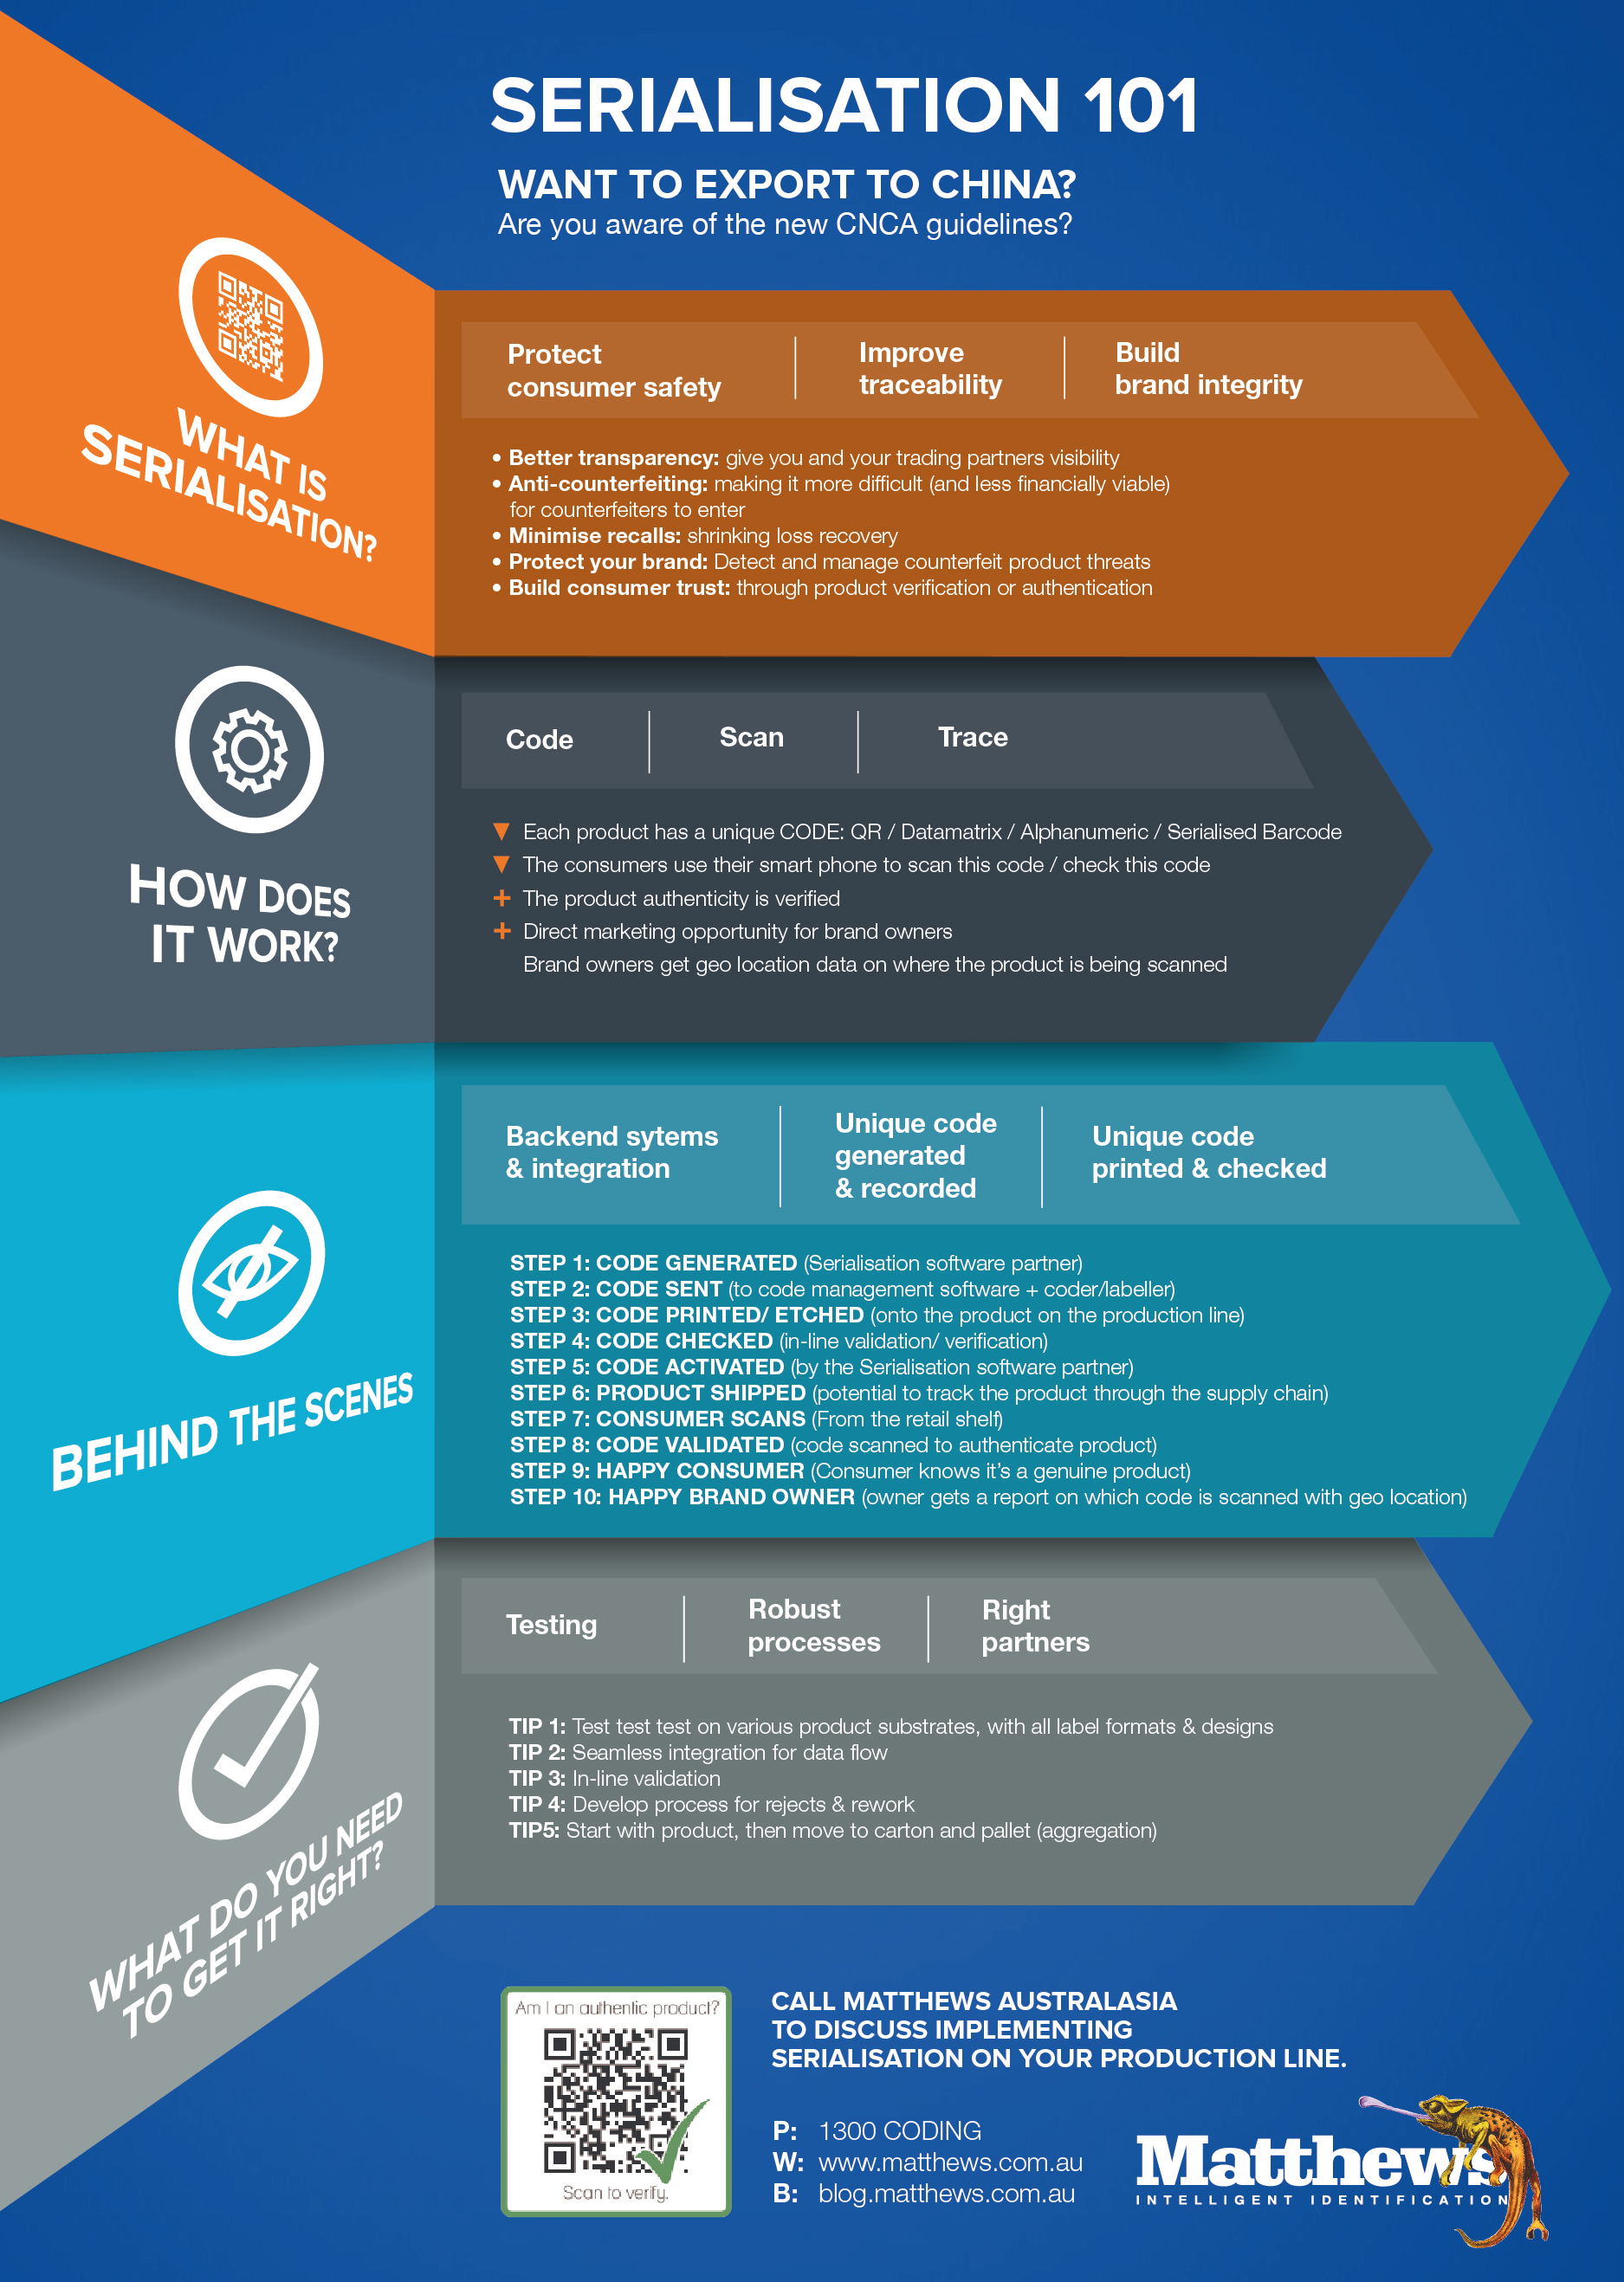 SERIALISATION 101
WANT TO EXPORT TO CHINA?
Are you aware of the new CNCA guidelines?
WHAT IS
SERIALISATION?
Protect
consumer safety
Improve
traceability
Build
brand integrity
• Better transparency: give you and your trading partners visibility
• Anti-counterfeiting: making it more difficult (and less financially viable)
for counterfeiters to enter
• Minimise recalls: shrinking loss recovery
• Protect your brand: Detect and manage counterfeit product threats
• Build consumer trust: through product verification or authentication
HOW DOES
IT WORK?
Code
Scan
Trace
▼ Each product has a unique CODE: QR / Datamatrix / Alphanumeric / Serialised Barcode
▼ The consumers use their smart phone to scan this code / check this code
+ The product authenticity is verified
+ Direct marketing opportunity for brand owners
Brand owners get geo location data on where the product is being scanned
BEHIND THE SCENES
Backend sytems
& integration
Unique code
generated
& recorded
Unique code
printed & checked
STEP 1: CODE GENERATED (Serialisation software partner)
STEP 2: CODE SENT (to code management software + coder/labeller)
STEP 3: CODE PRINTED/ ETCHED (onto the product on the production line)
STEP 4: CODE CHECKED (in-line validation/ verification)
STEP 5: CODE ACTIVATED (by the Serialisation software partner)
STEP 6: PRODUCT SHIPPED (potential to track the product through the supply chain)
STEP 7: CONSUMER SCANS (From the retail shelf)
STEP 8: CODE VALIDATED (code scanned to authenticate product)
STEP 9: HAPPY CONSUMER (Consumer knows it's a genuine product)
STEP 10: HAPPY BRAND OWNER (owner gets a report on which code is scanned with geo location)
WHAT DO YOU NEED
TO GET IT RIGHT?
Testing
Robust
processes
Right
partners
TIP 1: Test test test on various product substrates, with all label formats & designs
TIP 2: Seamless integration for data flow
TIP 3: In-line validation
TIP 4: Develop process for rejects & rework
TIP5: Start with product, then move to carton and pallet (aggregation)
Am I an authentic product?
Scan to verify.
CALL MATTHEWS AUSTRALASIA
TO DISCUSS IMPLEMENTING
SERIALISATION ON YOUR PRODUCTION LINE.
P: 1300 CODING
W: www.matthews.com.au
B: blog.matthews.com.au
Matthews
INTELLIGENT IDENTIFICATION